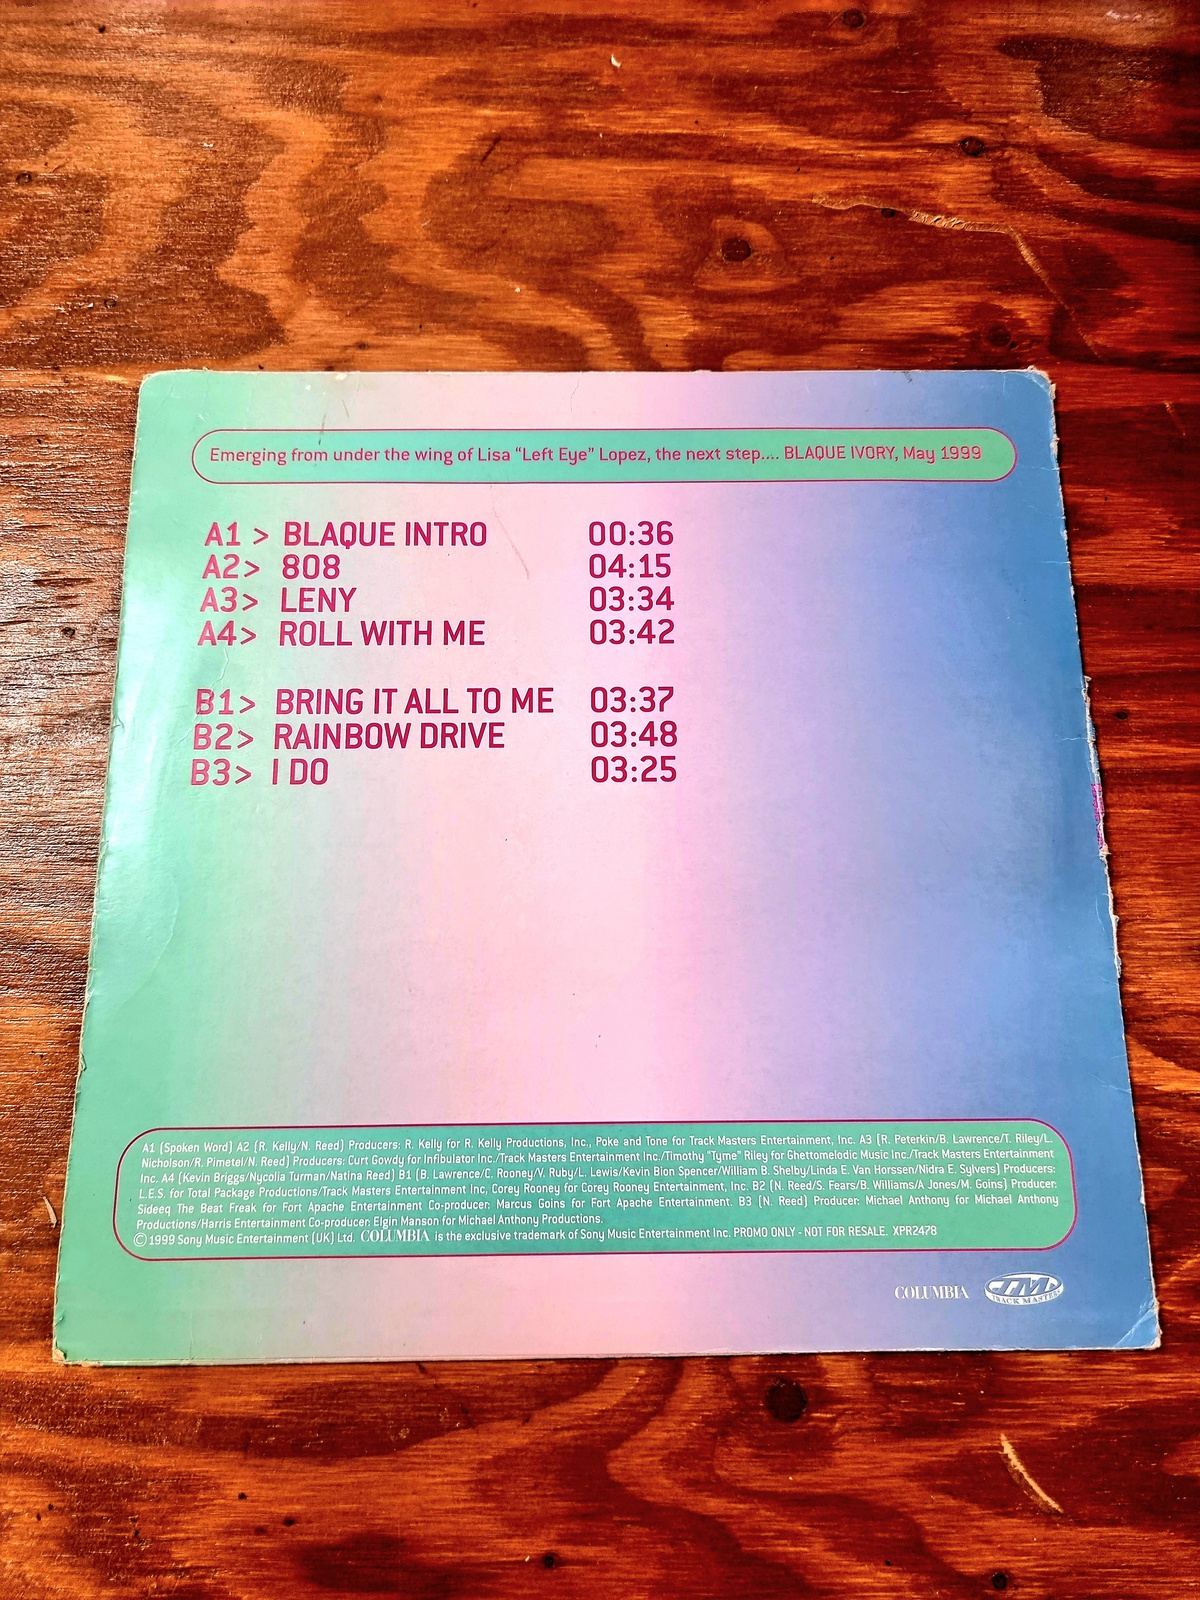 Emerging from under the wing of Lisa "Left Eye" Lopez, the next step.... BLAQUE IVORY, May 1999
A1 > BLAQUE INTRO 00:36
A2> 808 04:15
A3> LENY 03:34
A4> ROLL WITH ME 03:42
B1> BRING IT ALL TO ME 03:37
B2> RAINBOW DRIVE 03:48
B3> I DO 03:25
A1 (Spoken Word) A2 (R. Kelly/N. Reed) Producers: R. Kelly for R. Kelly Productions, Inc., Poke and Tone for Track Masters Entertainment, Inc. A3 (R. Peterkin/B. Lawrence/T. Riley/L.
Nicholson/R. Pimetel/N. Reed) Producers: Curt Gowdy for Infibulator Inc./Track Masters Entertainment Inc./Timothy "Tyme" Riley for Ghettomelodic Music Inc./Track Masters Entertainment
Inc. A4 (Kevin Briggs/Nycolia Turman/Natina Reed) B1 (B. Lawrence/C. Rooney/V. Ruby/L. Lewis/Kevin Bion Spencer/William B. Shelby/Linda E. Van Horssen/Nidra E. Sylvers) Producers:
L.E.S. for Total Package Productions/Track Masters Entertainment Inc, Corey Rooney for Corey Rooney Entertainment, Inc. B2 (N. Reed/S. Fears/B. Williams/A Jones/M. Goins) Producer:
Sideeq The Beat Freak for Fort Apache Entertainment Co-producer: Marcus Goins for Fort Apache Entertainment. B3 (N. Reed) Producer: Michael Anthony for Michael Anthony
Productions/Harris Entertainment Co-producer: Elgin Manson for Michael Anthony Productions.
©1999 Sony Music Entertainment (UK) Ltd. COLUMBIA is the exclusive trademark of Sony Music Entertainment Inc. PROMO ONLY - NOT FOR RESALE. XPR2478
COLUMBIA TM TRACK MASTERS